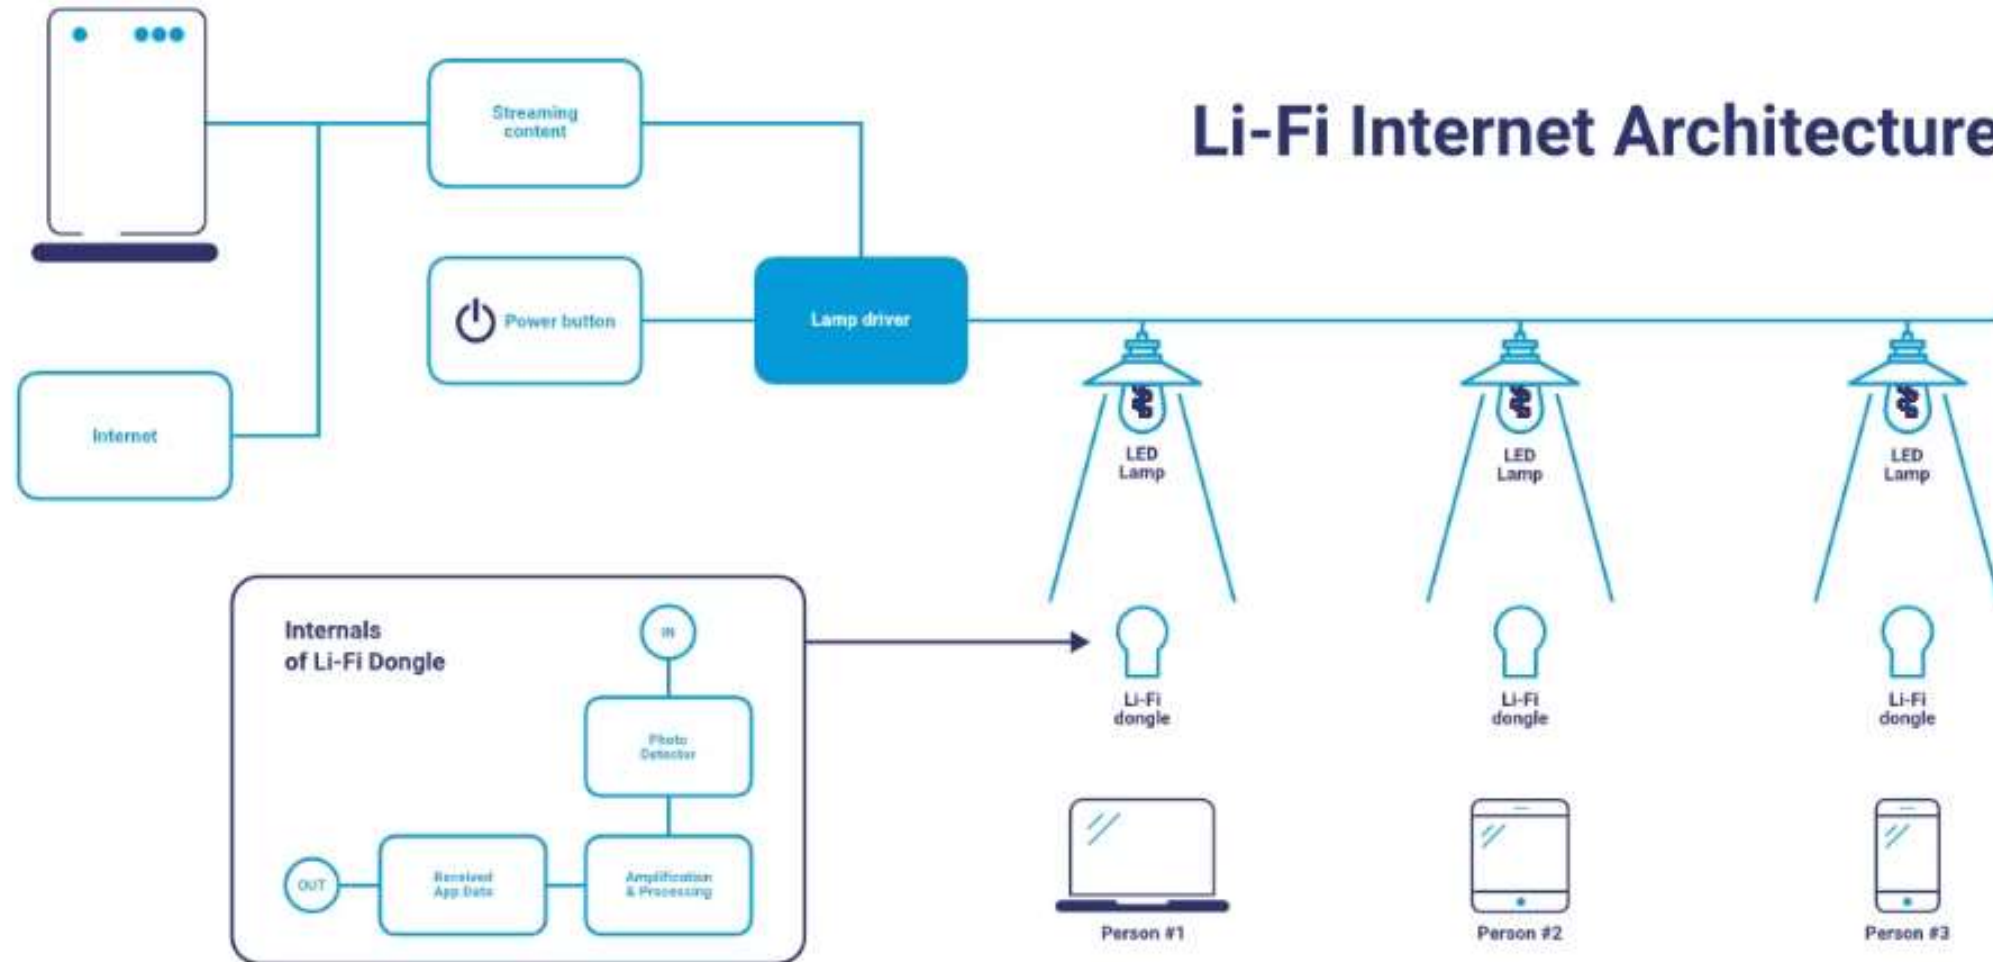 Li-Fi Internet Architecture
Streaming
content
Power button
Lamp driver
Internet
LED
Lamp
LED
Lamp
LED
Lamp
Internals
of Li-Fi Dongle
IN
Photo
Detector
Amplification
& Processing
Received
App Data
OUT
Li-Fi
dongle
Li-Fi
dongle
Li-Fi
dongle
Person #1
Person #2
Person #3